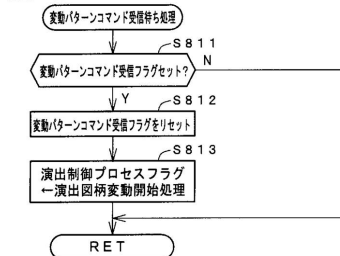 変動パターンコマンド受信待ち処理
S811
変動パターンコマンド受信フラグセット?
N
Y
S812
変動パターンコマンド受信フラグをリセット
S813
演出制御プロセスフラグ
←演出図柄変動開始処理
RET